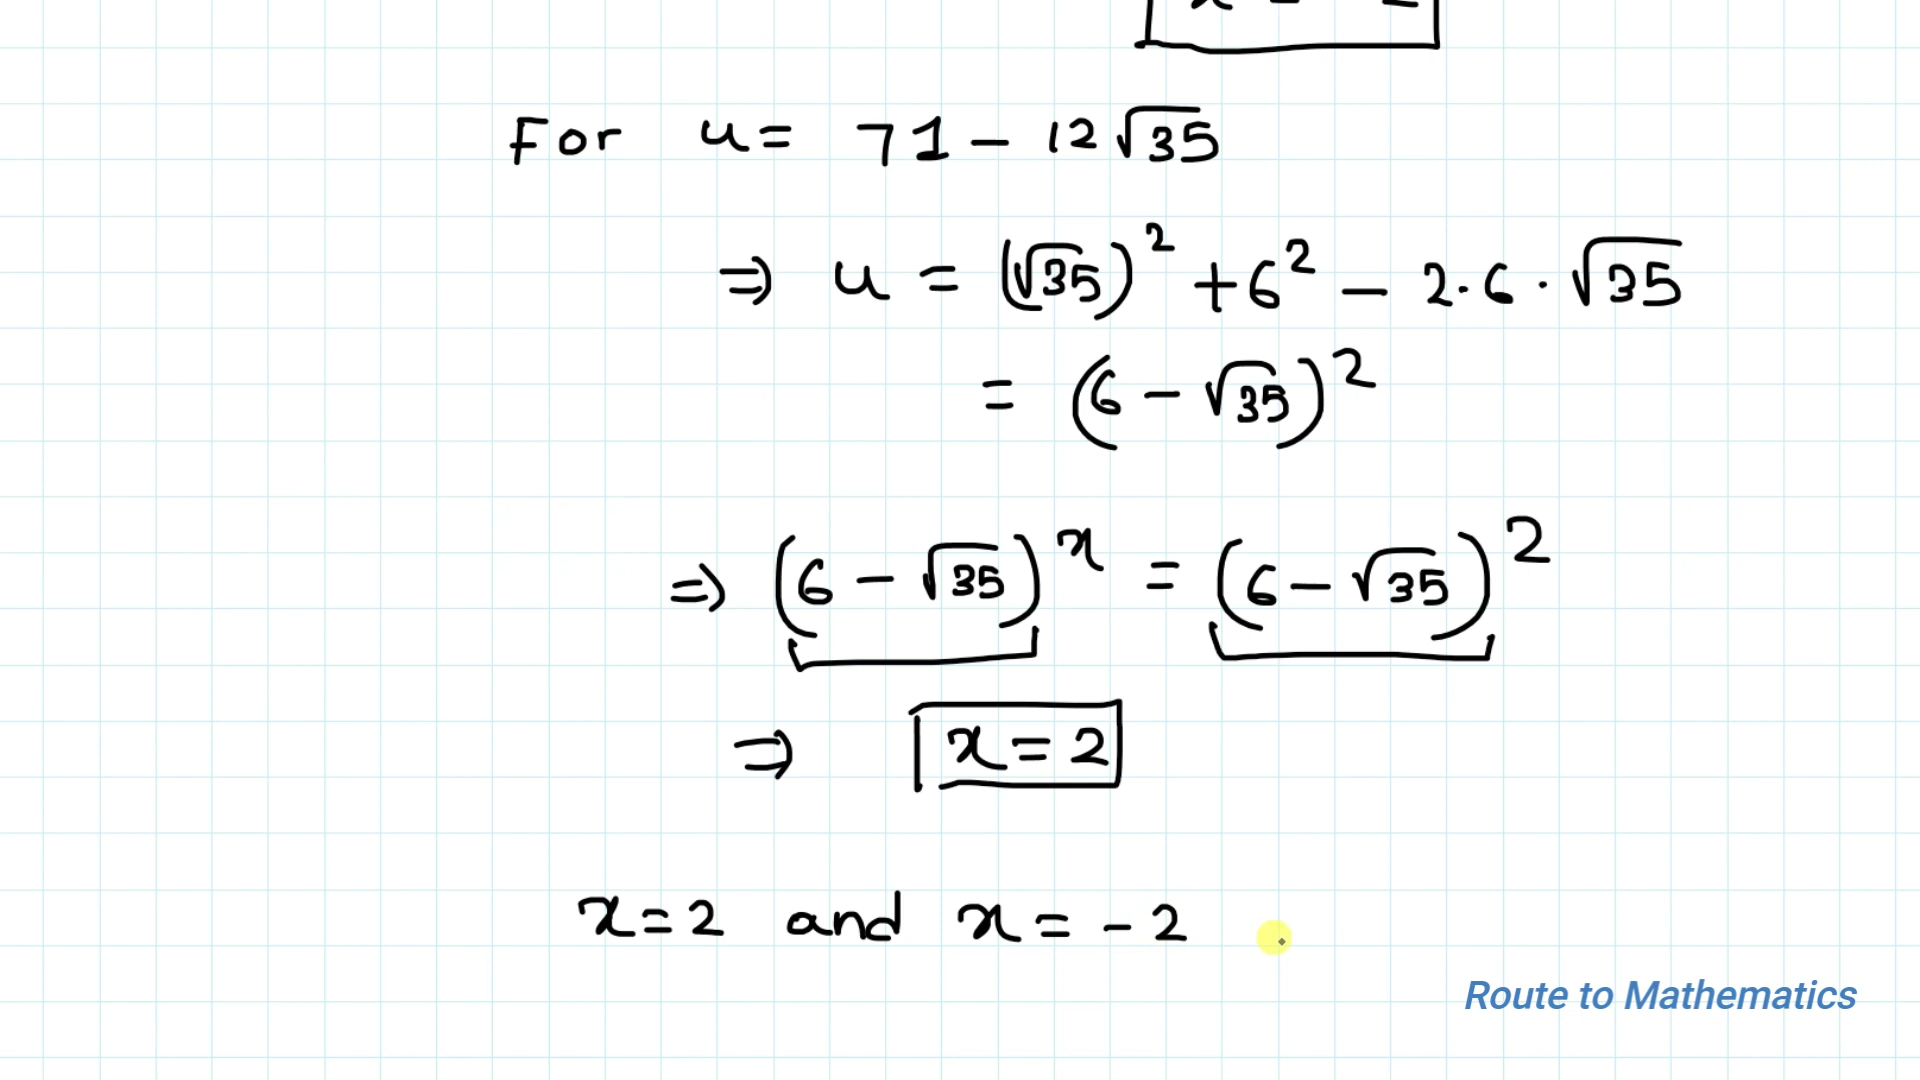 For u = 71 - 12√35
⇒ u = (√35)² + 6² - 2·6·√35
= (6 - √35)²
⇒ (6 - √35)ˣ = (6 - √35)²
⇒ x = 2
x = 2 and x = -2
Route to Mathematics